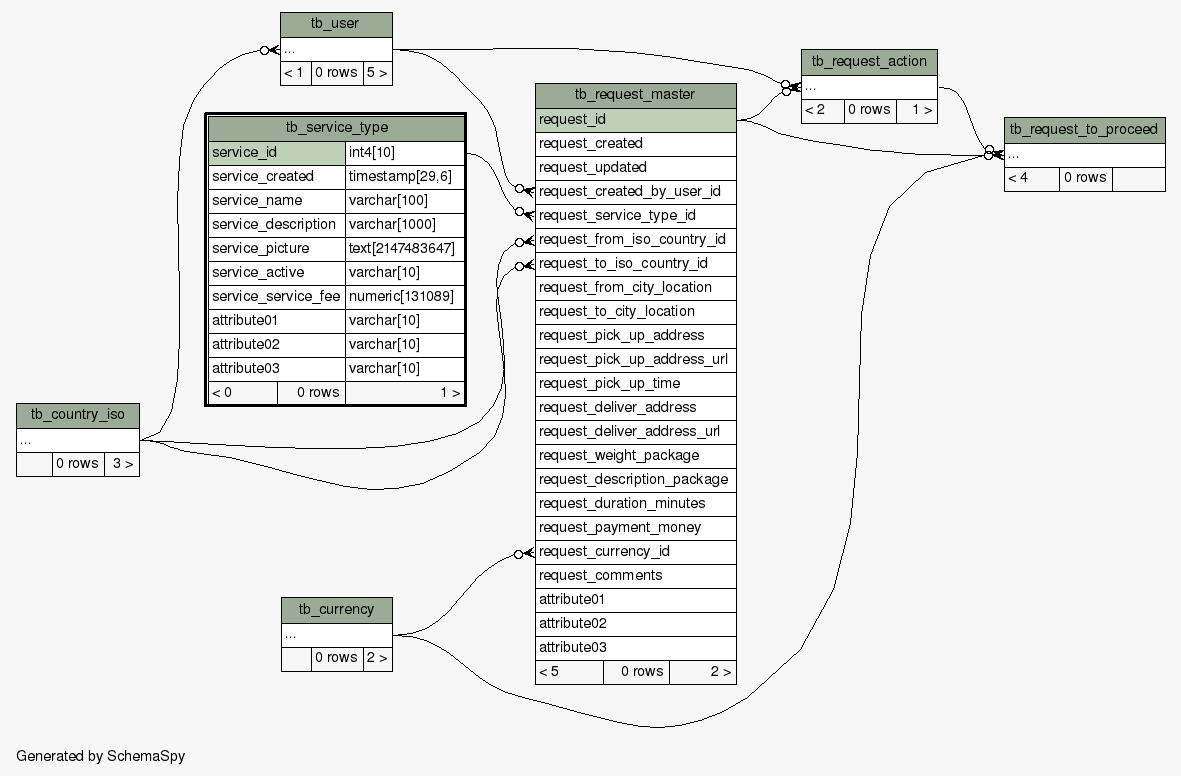 tb_user
...
< 1 0 rows 5 >
tb_request_action
...
< 2 0 rows 1 >
tb_request_to_proceed
...
< 4 0 rows
tb_service_type
service_id int4[10]
service_created timestamp[29,6]
service_name varchar[100]
service_description varchar[1000]
service_picture text[2147483647]
service_active varchar[10]
service_service_fee numeric[131089]
attribute01 varchar[10]
attribute02 varchar[10]
attribute03 varchar[10]
< 0 0 rows 1 >
tb_request_master
request_id
request_created
request_updated
request_created_by_user_id
request_service_type_id
request_from_iso_country_id
request_to_iso_country_id
request_from_city_location
request_to_city_location
request_pick_up_address
request_pick_up_address_url
request_pick_up_time
request_deliver_address
request_deliver_address_url
request_weight_package
request_description_package
request_duration_minutes
request_payment_money
request_currency_id
request_comments
attribute01
attribute02
attribute03
< 5 0 rows 2 >
tb_country_iso
...
0 rows 3 >
tb_currency
...
0 rows 2 >
Generated by SchemaSpy